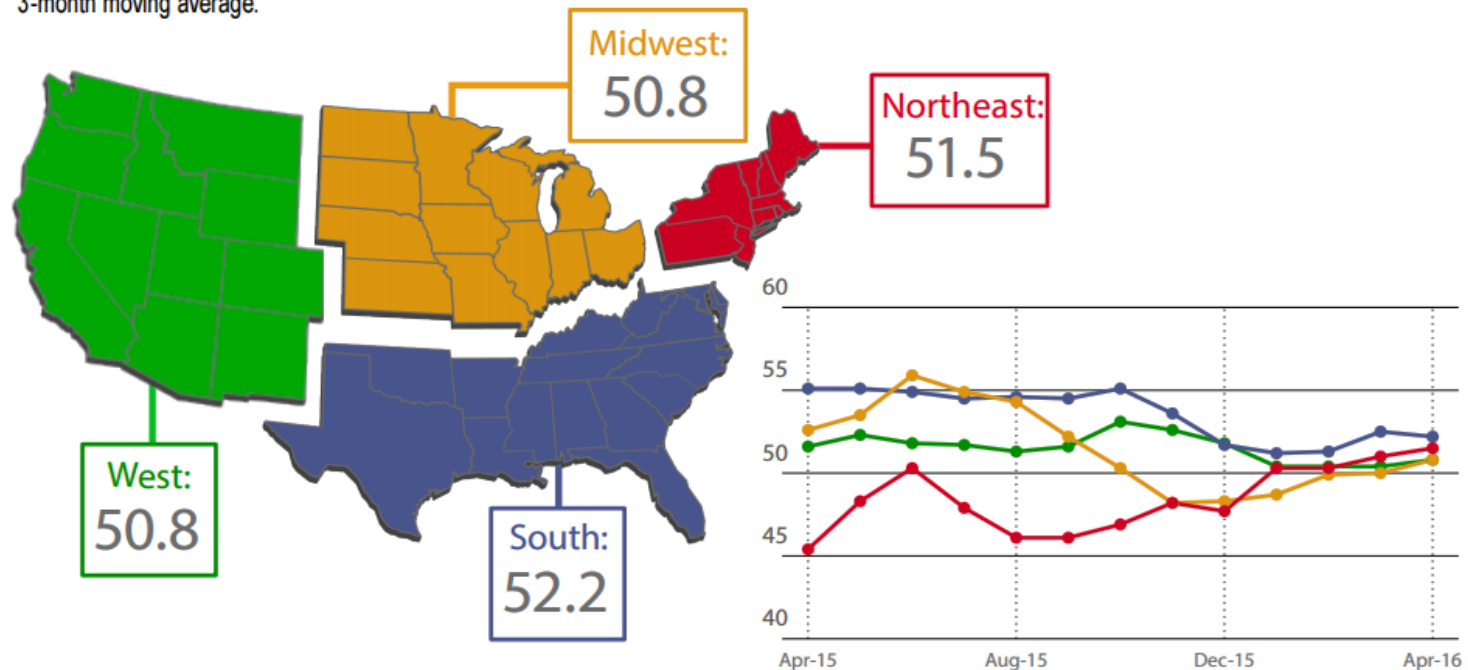 3-month moving average.
Midwest:
50.8
Northeast:
51.5
West:
50.8
South:
52.2
60
55
50
45
40
Apr-15
Aug-15
Dec-15
Apr-16